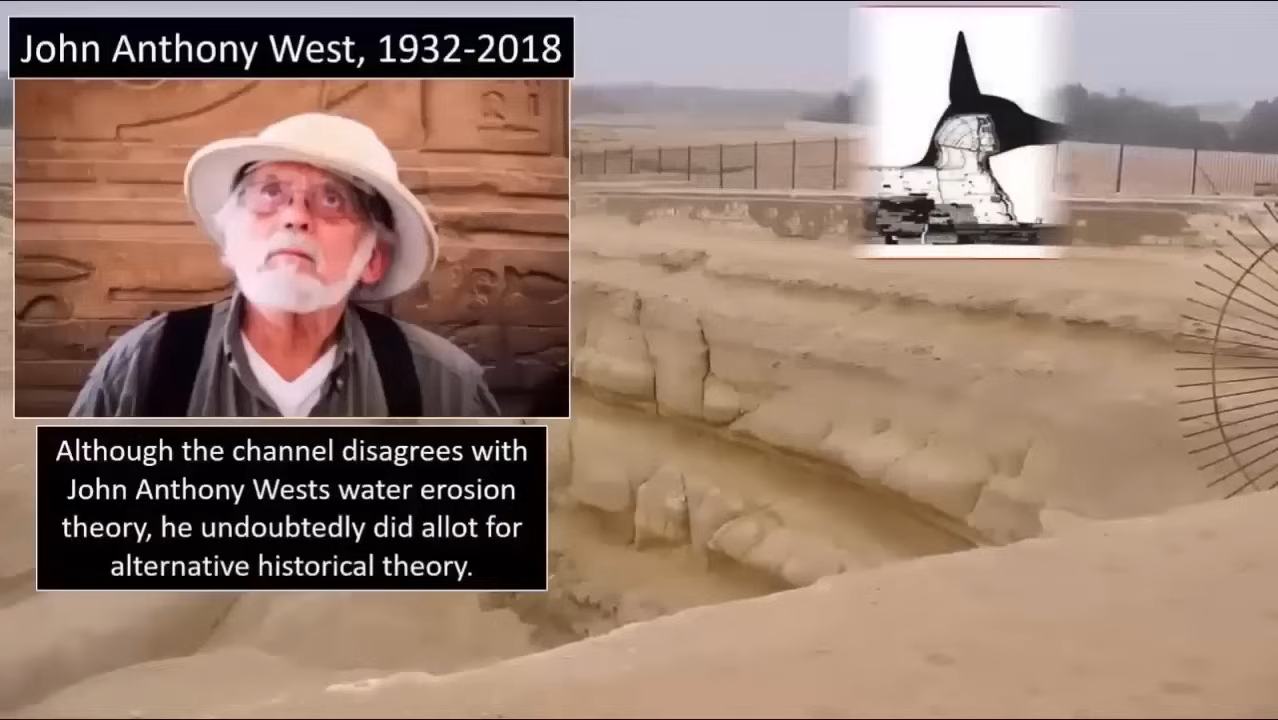 John Anthony West, 1932-2018
Although the channel disagrees with
John Anthony Wests water erosion
theory, he undoubtedly did allot for
alternative historical theory.